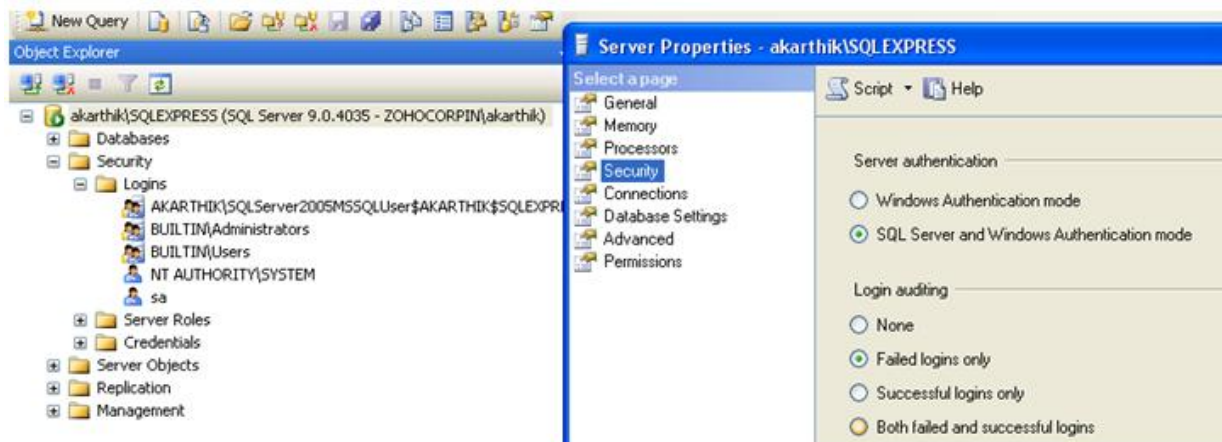 New Query
Object Explorer
akarthik\SQLEXPRESS (SQL Server 9.0.4035 - ZOHOCORPIN\akarthik)
Databases
Security
Logins
AKARTHIK\SQLServer2005MSSQLUser$AKARTHIK$SQLEXPRE
BUILTIN\Administrators
BUILTIN\Users
NT AUTHORITY\SYSTEM
sa
Server Roles
Credentials
Server Objects
Replication
Management
Server Properties - akarthik\SQLEXPRESS
Select a page
General
Memory
Processors
Security
Connections
Database Settings
Advanced
Permissions
Script
Help
Server authentication
Windows Authentication mode
SQL Server and Windows Authentication mode
Login auditing
None
Failed logins only
Successful logins only
Both failed and successful logins